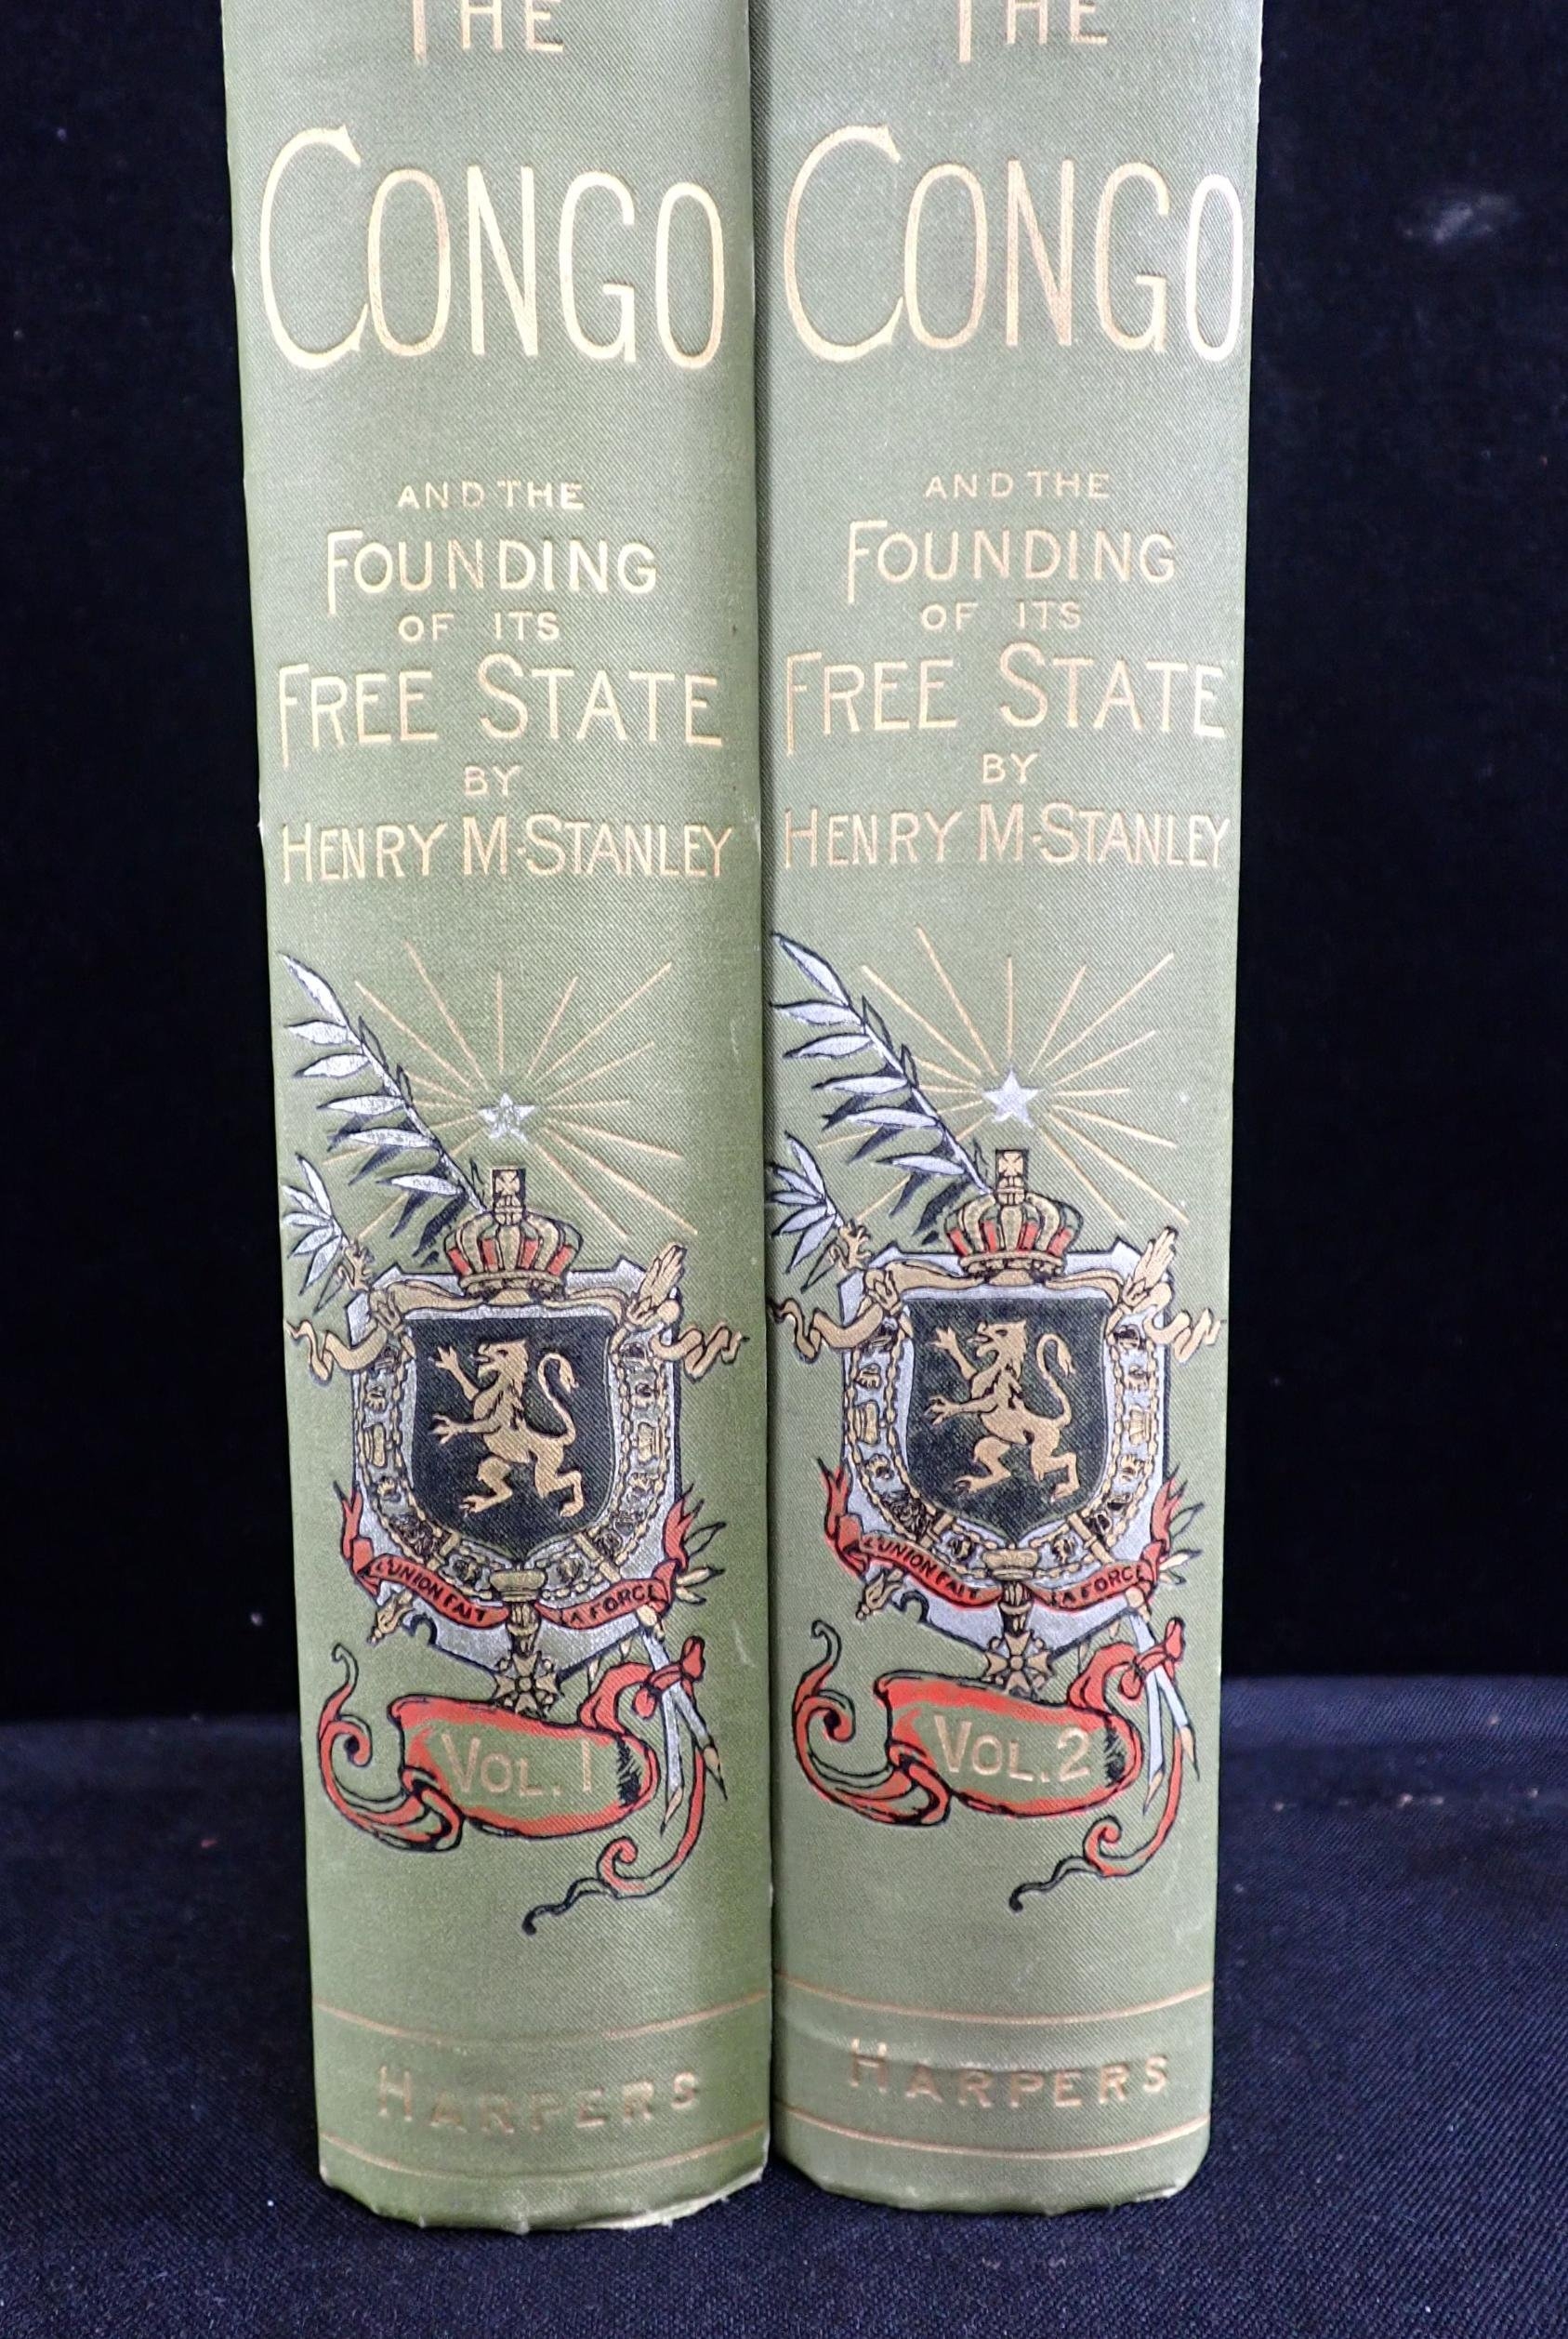 THE
CONGO
AND THE
FOUNDING
OF ITS
FREE STATE
BY
HENRY M. STANLEY
L'UNION FAIT LA FORCE
VOL. 1
HARPERS
THE
CONGO
AND THE
FOUNDING
OF ITS
FREE STATE
BY
HENRY M. STANLEY
L'UNION FAIT LA FORCE
VOL. 2
HARPERS